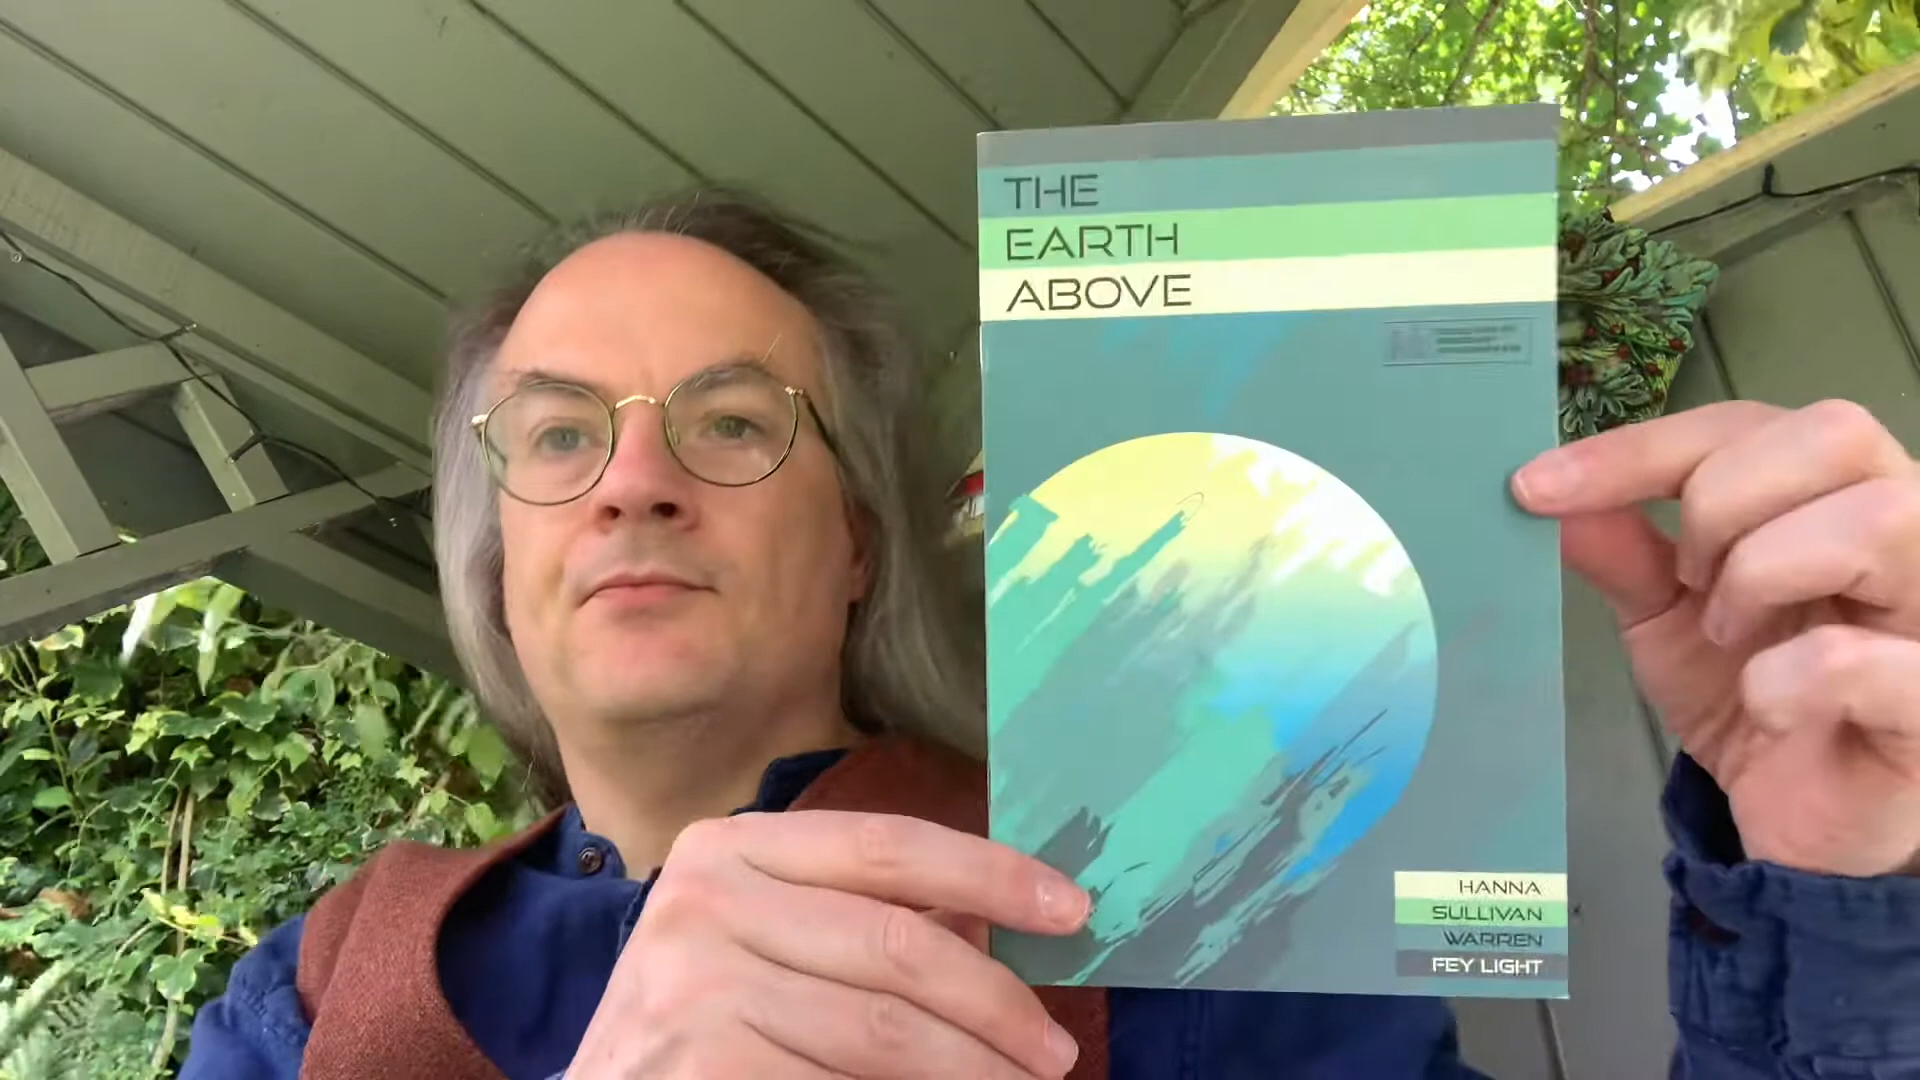 THE
EARTH
ABOVE
HANNA
SULLIVAN
WARREN
FEY LIGHT